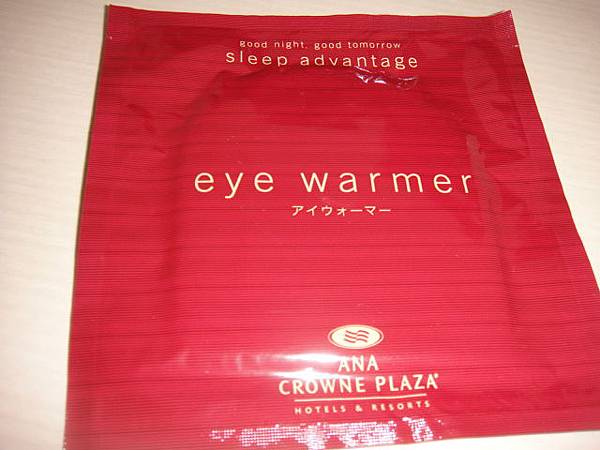 good night, good tomorrow
sleep advantage
eye warmer
アイウォーマー
ANA
CROWNE PLAZA®
HOTELS & RESORTS